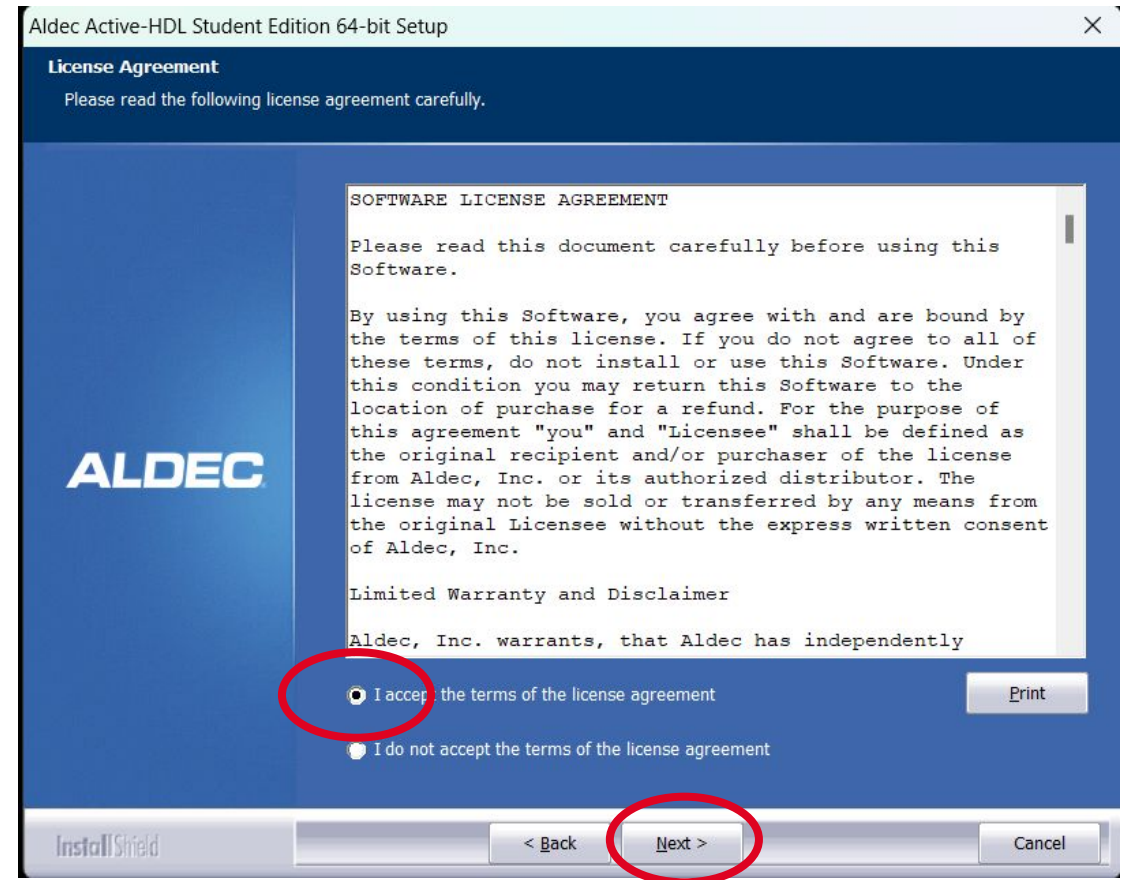 Aldec Active-HDL Student Edition 64-bit Setup
License Agreement
Please read the following license agreement carefully.
SOFTWARE LICENSE AGREEMENT
Please read this document carefully before using this
Software.
By using this Software, you agree with and are bound by
the terms of this license. If you do not agree to all of
these terms, do not install or use this Software. Under
this condition you may return this Software to the
location of purchase for a refund. For the purpose of
this agreement "you" and "Licensee" shall be defined as
the original recipient and/or purchaser of the license
from Aldec, Inc. or its authorized distributor. The
license may not be sold or transferred by any means from
the original Licensee without the express written consent
of Aldec, Inc.
Limited Warranty and Disclaimer
Aldec, Inc. warrants, that Aldec has independently
ALDEC
I accept the terms of the license agreement
Print
I do not accept the terms of the license agreement
InstallShield
< Back
Next >
Cancel